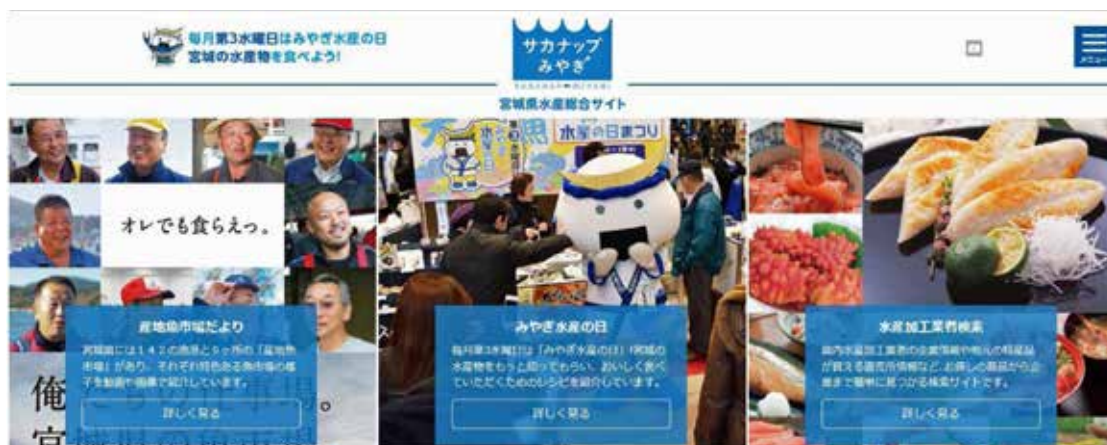 毎月第3水曜日はみやぎ水産の日
宮城の水産物を食べよう!
サカナップ
みやぎ
メニュー
宮城県水産総合サイト
オレでも食らえっ。
水産の日まつり
産地魚市場だより
宮城県には142の漁港と9ヶ所の「産地魚
市場」があり、それぞれ特色ある魚市場の様
子を動画や画像で紹介しています。
詳しく見る
みやぎ水産の日
毎月第3水曜日は「みやぎ水産の日」!宮城の
水産物をもっと知ってもらい、おいしく食べ
ていただくためのレシピを紹介しています。
詳しく見る
水産加工業者検索
県内水産加工業者の企業情報や地元の特産品
が買える直売所情報など、お探しの商品から企
業まで簡単に見つかる検索サイトです。
詳しく見る